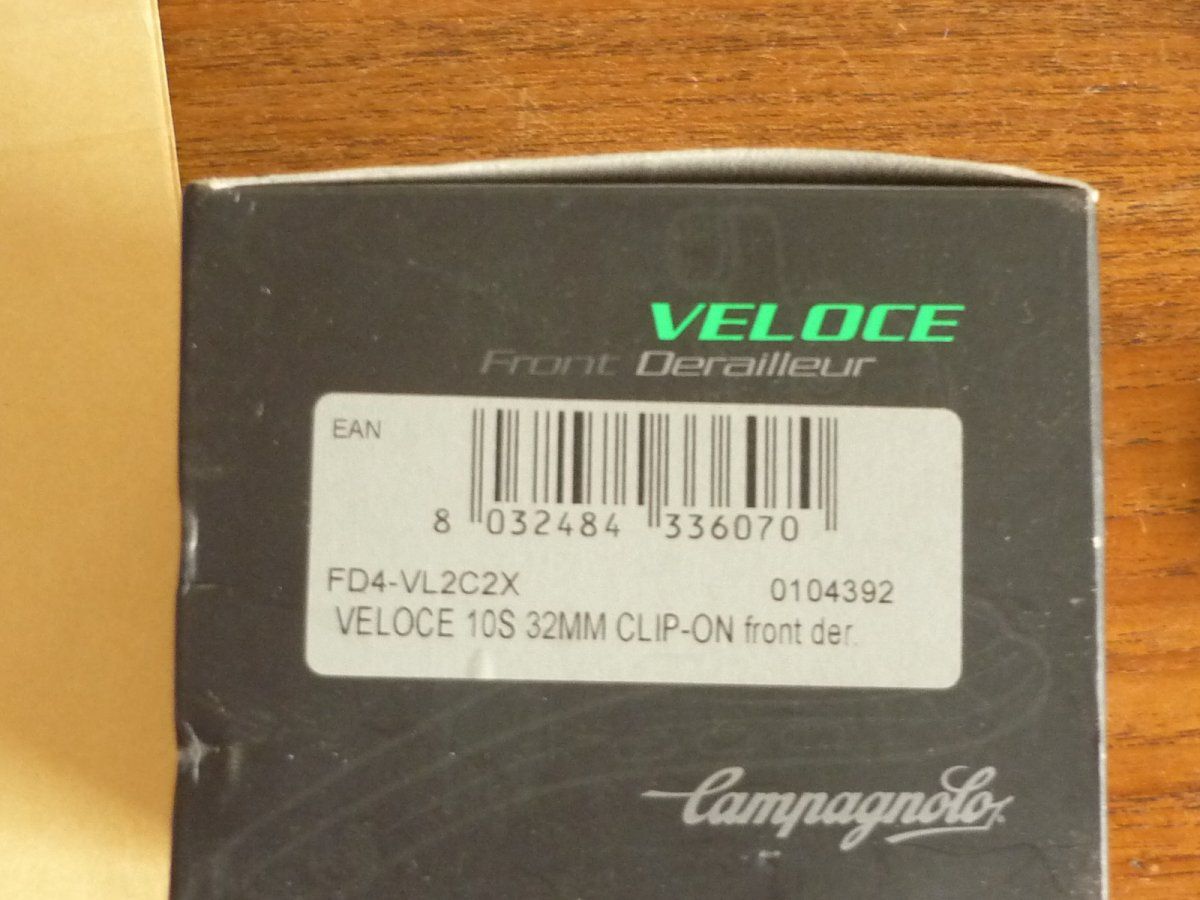 VELOCE
Front Derailleur
EAN
8 032484 336070
FD4-VL2C2X 0104392
VELOCE 10S 32MM CLIP-ON front der.
Campagnolo